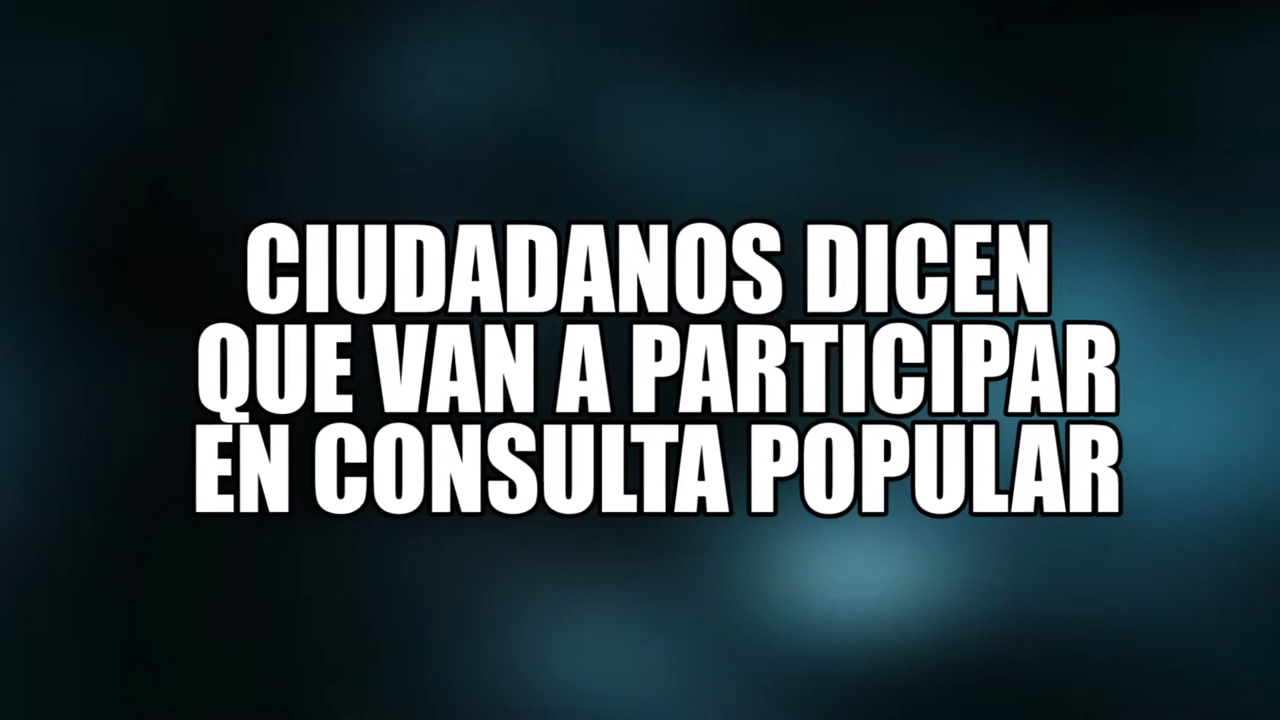 CIUDADANOS DICEN
QUE VAN A PARTICIPAR
EN CONSULTA POPULAR